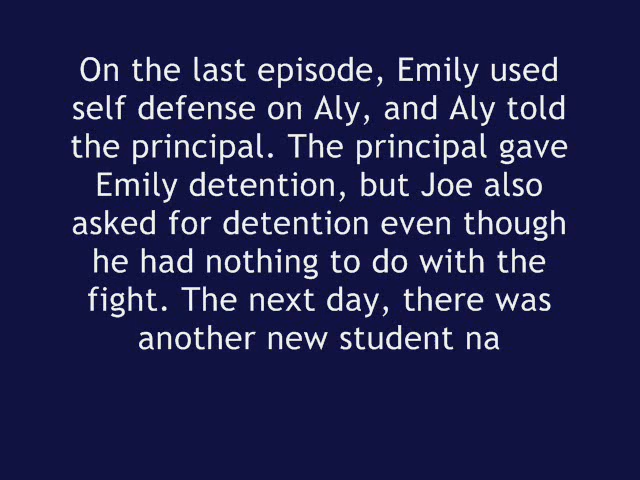 On the last episode, Emily used
self defense on Aly, and Aly told
the principal. The principal gave
Emily detention, but Joe also
asked for detention even though
he had nothing to do with the
fight. The next day, there was
another new student na